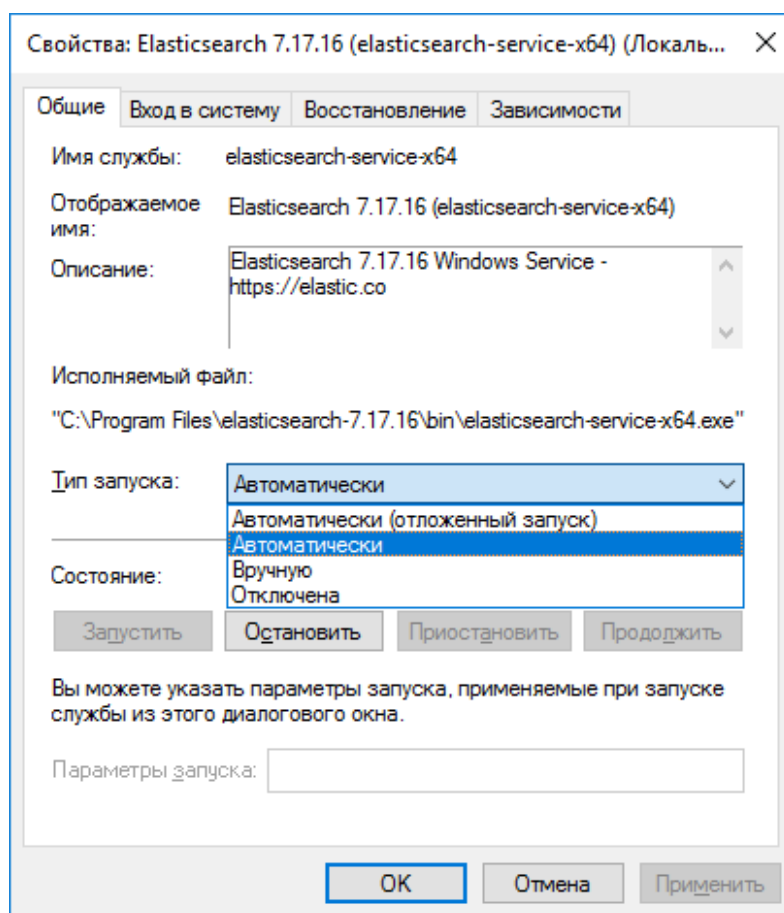 Свойства: Elasticsearch 7.17.16 (elasticsearch-service-x64) (Локаль...
Общие
Вход в систему
Восстановление
Зависимости
Имя службы:
elasticsearch-service-x64
Отображаемое
имя:
Elasticsearch 7.17.16 (elasticsearch-service-x64)
Описание:
Elasticsearch 7.17.16 Windows Service -
https://elastic.co
Исполняемый файл:
"C:\Program Files\elasticsearch-7.17.16\bin\elasticsearch-service-x64.exe"
Тип запуска:
Автоматически
Автоматически (отложенный запуск)
Автоматически
Вручную
Отключена
Состояние:
Запустить
Остановить
Приостановить
Продолжить
Вы можете указать параметры запуска, применяемые при запуске
службы из этого диалогового окна.
Параметры запуска:
OK
Отмена
Применить